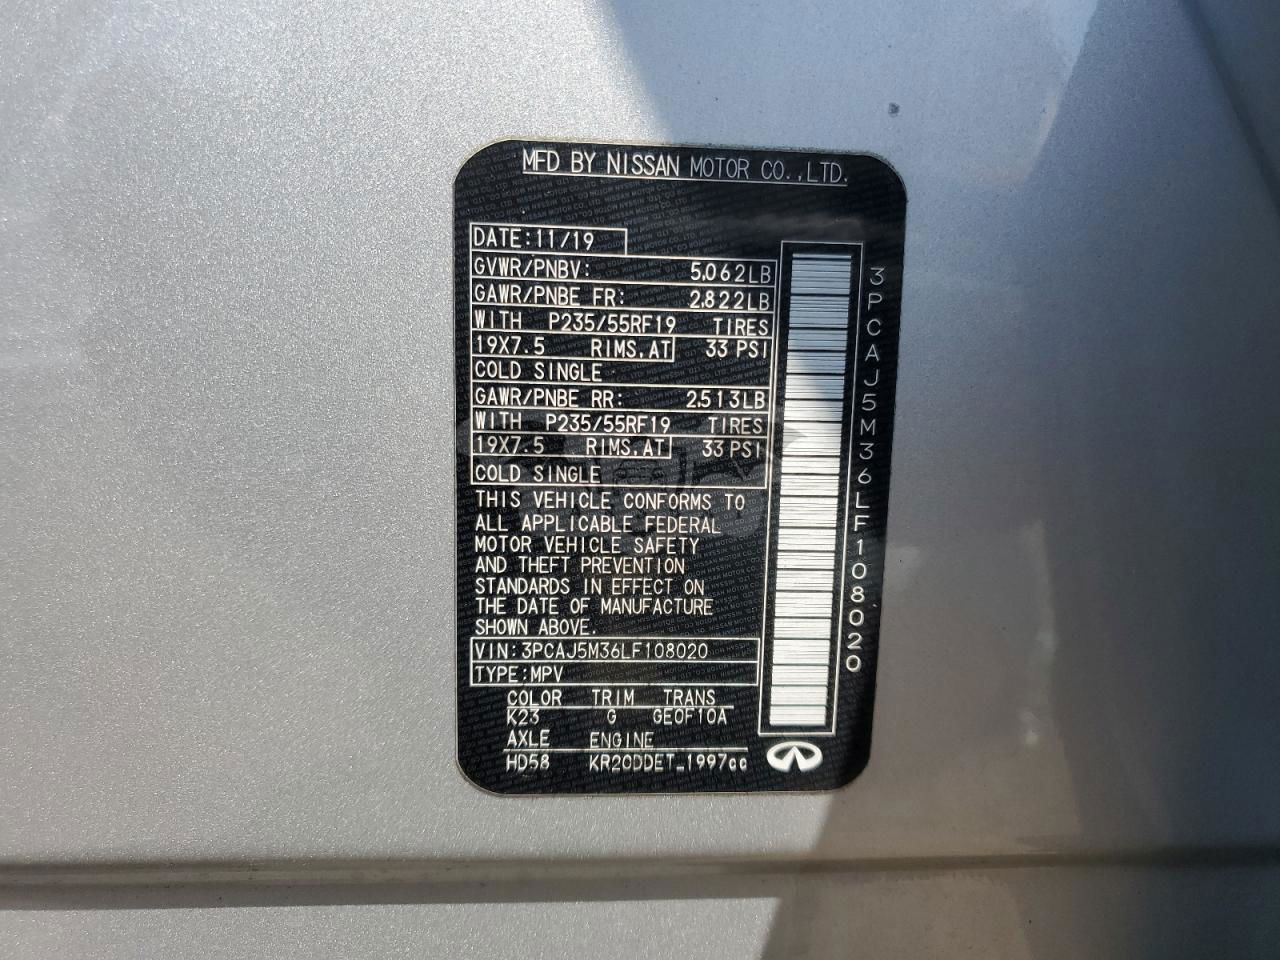 MFD BY NISSAN MOTOR CO.,LTD.
DATE:11/19
GVWR/PNBV: 5,062LB
GAWR/PNBE FR: 2,822LB
WITH P235/55RF19 TIRES
19X7.5 RIMS,AT 33 PSI
COLD SINGLE
GAWR/PNBE RR: 2,513LB
WITH P235/55RF19 TIRES
19X7.5 RIMS,AT 33 PSI
COLD SINGLE
THIS VEHICLE CONFORMS TO
ALL APPLICABLE FEDERAL
MOTOR VEHICLE SAFETY
AND THEFT PREVENTION
STANDARDS IN EFFECT ON
THE DATE OF MANUFACTURE
SHOWN ABOVE.
VIN:3PCAJ5M36LF108020
TYPE:MPV
COLOR TRIM TRANS
K23 G GE0F10A
AXLE ENGINE
HD58 KR20DDET_1997cc
3PCAJ5M36LF108020